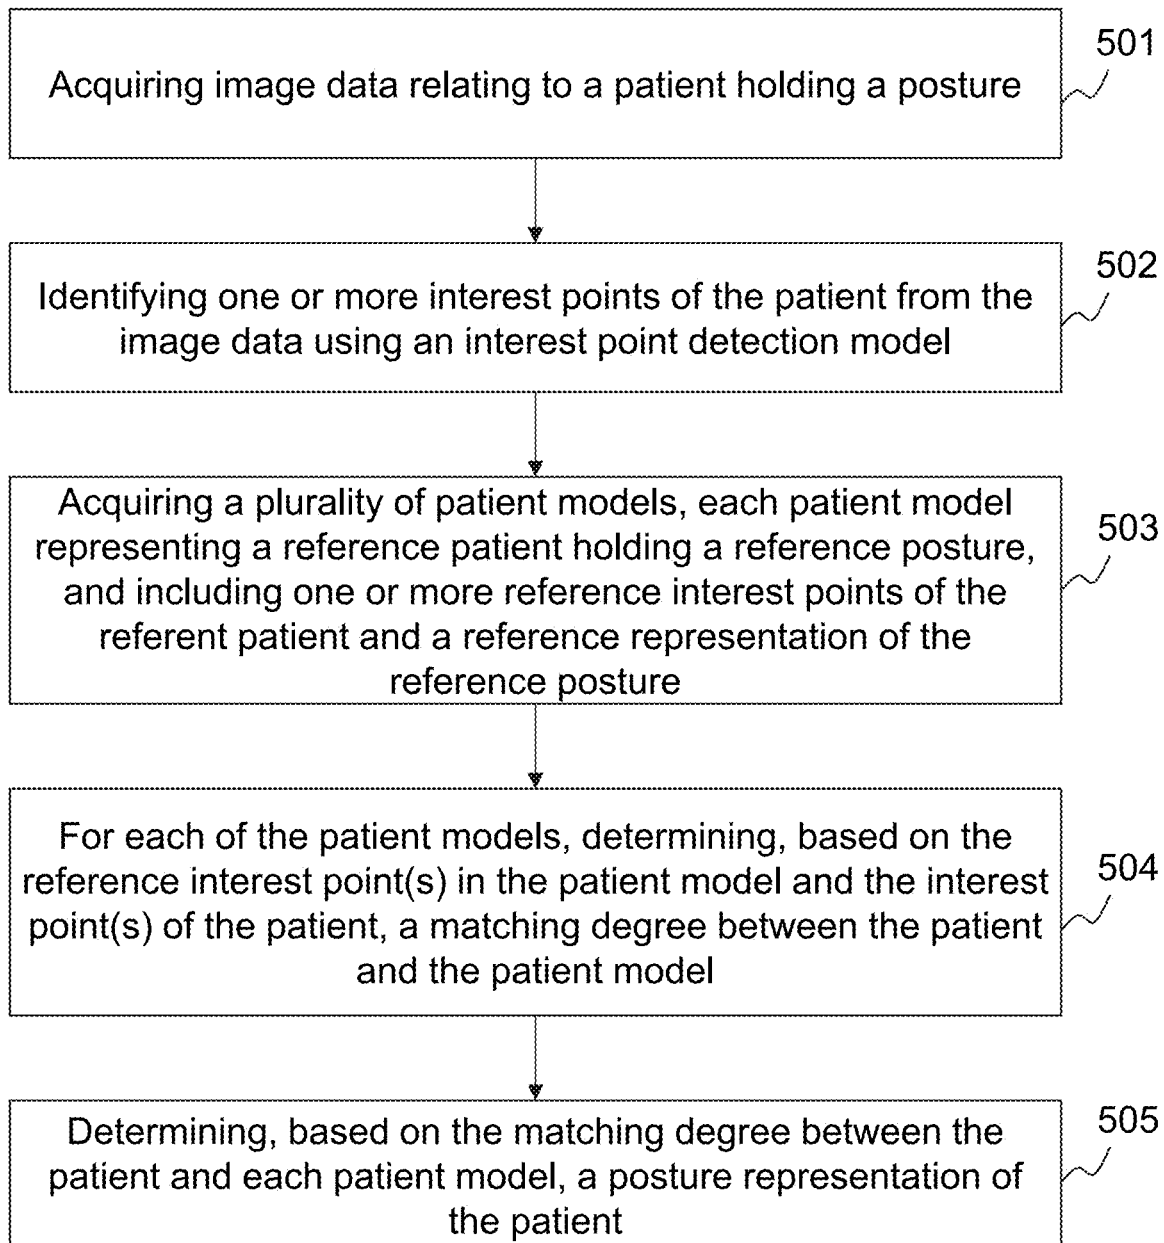 501
Acquiring image data relating to a patient holding a posture
502
Identifying one or more interest points of the patient from the
image data using an interest point detection model
503
Acquiring a plurality of patient models, each patient model
representing a reference patient holding a reference posture,
and including one or more reference interest points of the
referent patient and a reference representation of the
reference posture
504
For each of the patient models, determining, based on the
reference interest point(s) in the patient model and the interest
point(s) of the patient, a matching degree between the patient
and the patient model
505
Determining, based on the matching degree between the
patient and each patient model, a posture representation of
the patient